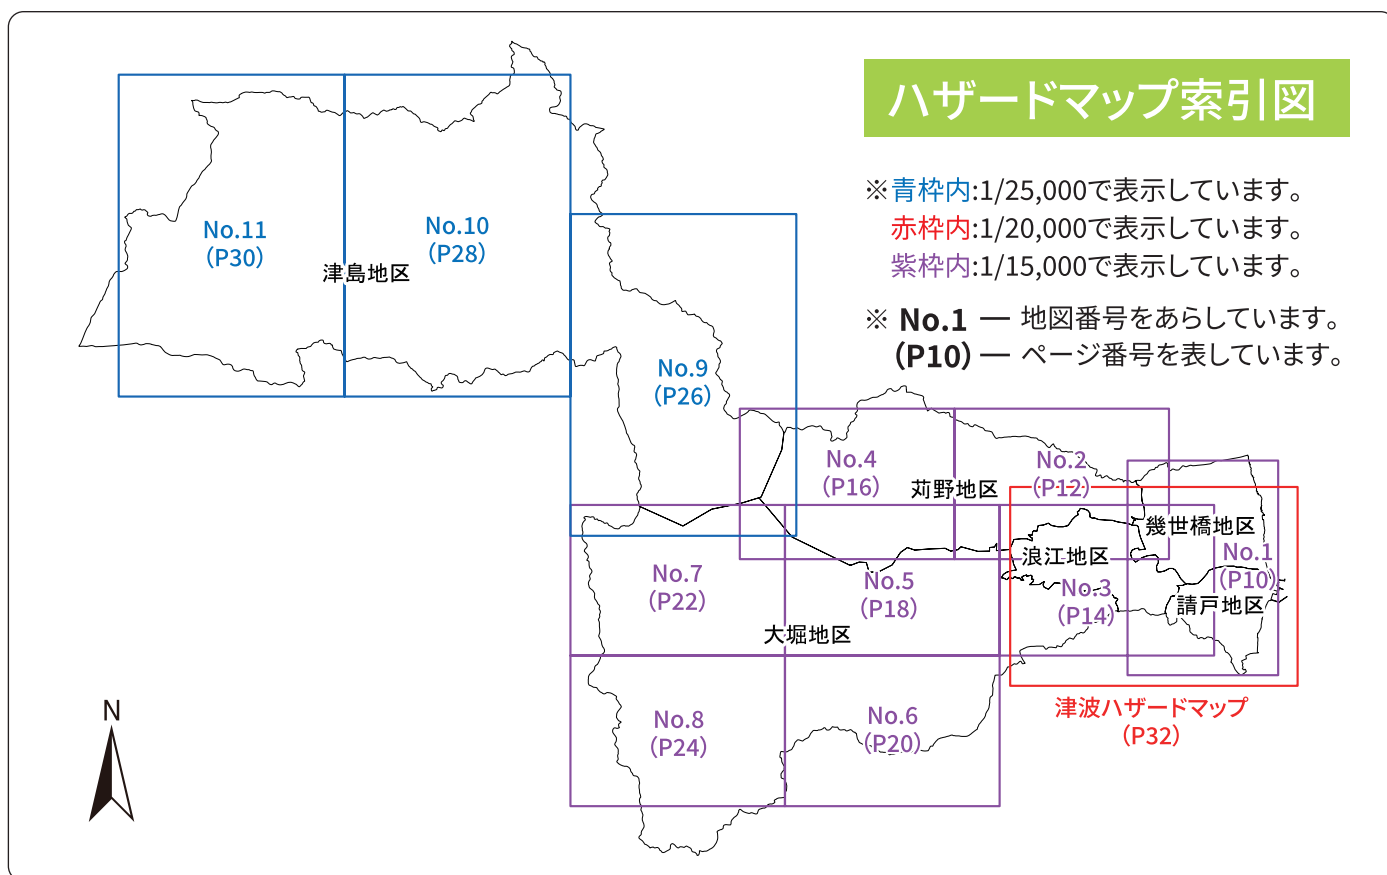 ハザードマップ索引図
※青枠内:1/25,000で表示しています。
赤枠内:1/20,000で表示しています。
紫枠内:1/15,000で表示しています。
※ No.1 ― 地図番号をあらしています。
(P10) ― ページ番号を表しています。
No.11
(P30)
No.10
(P28)
津島地区
No.9
(P26)
No.4
(P16)
No.2
(P12)
苅野地区
幾世橋地区
浪江地区
No.1
(P10)
No.7
(P22)
No.5
(P18)
No.3
(P14)
請戸地区
大堀地区
No.8
(P24)
No.6
(P20)
津波ハザードマップ
(P32)
N